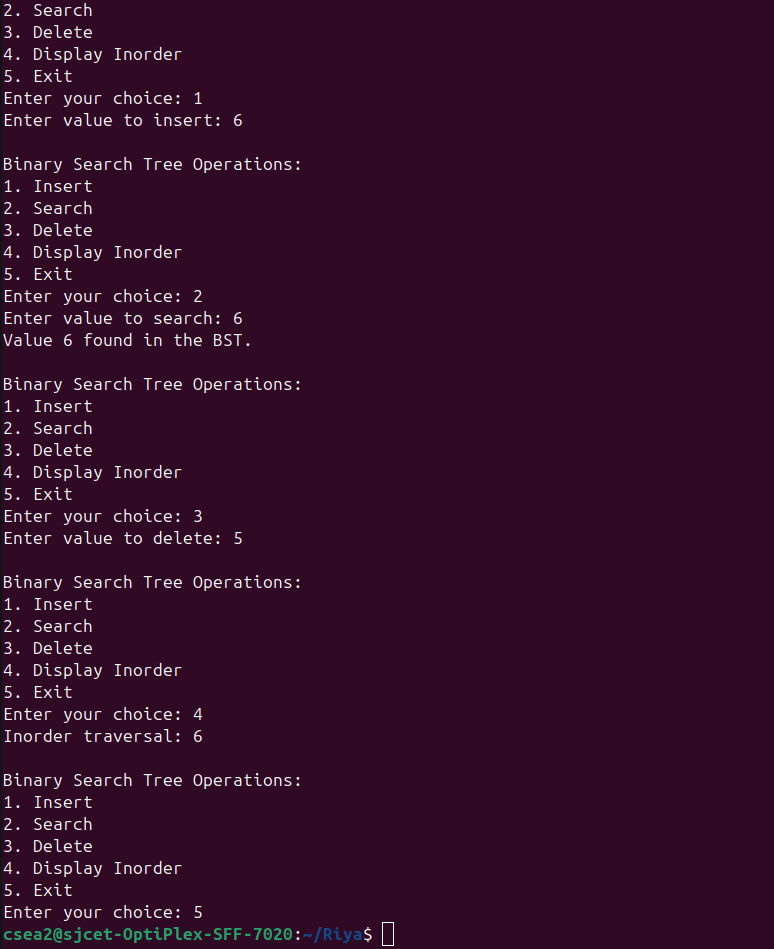 2. Search
3. Delete
4. Display Inorder
5. Exit
Enter your choice: 1
Enter value to insert: 6
Binary Search Tree Operations:
1. Insert
2. Search
3. Delete
4. Display Inorder
5. Exit
Enter your choice: 2
Enter value to search: 6
Value 6 found in the BST.
Binary Search Tree Operations:
1. Insert
2. Search
3. Delete
4. Display Inorder
5. Exit
Enter your choice: 3
Enter value to delete: 5
Binary Search Tree Operations:
1. Insert
2. Search
3. Delete
4. Display Inorder
5. Exit
Enter your choice: 4
Inorder traversal: 6
Binary Search Tree Operations:
1. Insert
2. Search
3. Delete
4. Display Inorder
5. Exit
Enter your choice: 5
csea2@sjcet-OptiPlex-SFF-7020:~/Riya$